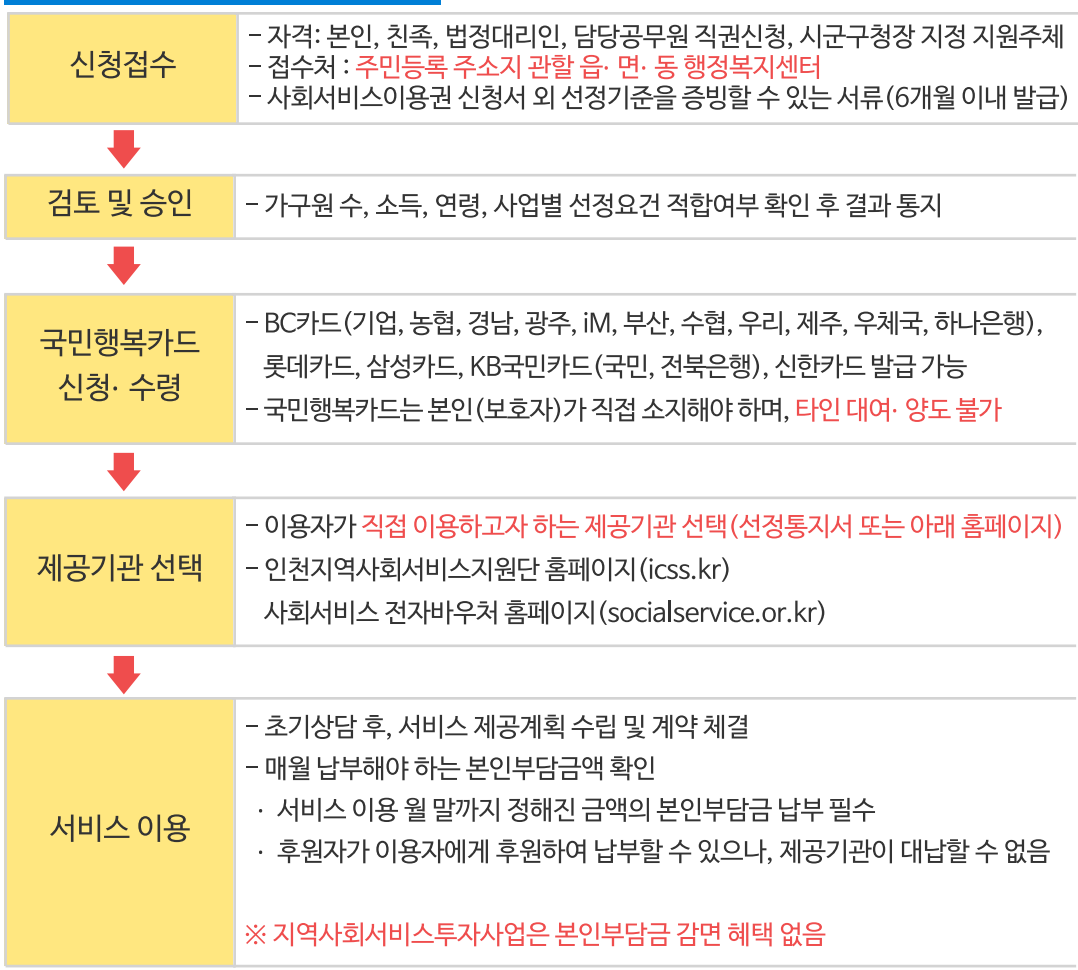 신청접수
- 자격: 본인, 친족, 법정대리인, 담당공무원 직권신청, 시군구청장 지정 지원주체
- 접수처 : 주민등록 주소지 관할 읍· 면· 동 행정복지센터
- 사회서비스이용권 신청서 외 선정기준을 증빙할 수 있는 서류(6개월 이내 발급)
검토 및 승인
- 가구원 수, 소득, 연령, 사업별 선정요건 적합여부 확인 후 결과 통지
국민행복카드
신청· 수령
- BC카드(기업, 농협, 경남, 광주, iM, 부산, 수협, 우리, 제주, 우체국, 하나은행),
롯데카드, 삼성카드, KB국민카드(국민, 전북은행), 신한카드 발급 가능
- 국민행복카드는 본인(보호자)가 직접 소지해야 하며, 타인 대여· 양도 불가
제공기관 선택
- 이용자가 직접 이용하고자 하는 제공기관 선택(선정통지서 또는 아래 홈페이지)
- 인천지역사회서비스지원단 홈페이지(icss.kr)
사회서비스 전자바우처 홈페이지(socialservice.or.kr)
서비스 이용
- 초기상담 후, 서비스 제공계획 수립 및 계약 체결
- 매월 납부해야 하는 본인부담금액 확인
· 서비스 이용 월 말까지 정해진 금액의 본인부담금 납부 필수
· 후원자가 이용자에게 후원하여 납부할 수 있으나, 제공기관이 대납할 수 없음
※ 지역사회서비스투자사업은 본인부담금 감면 혜택 없음